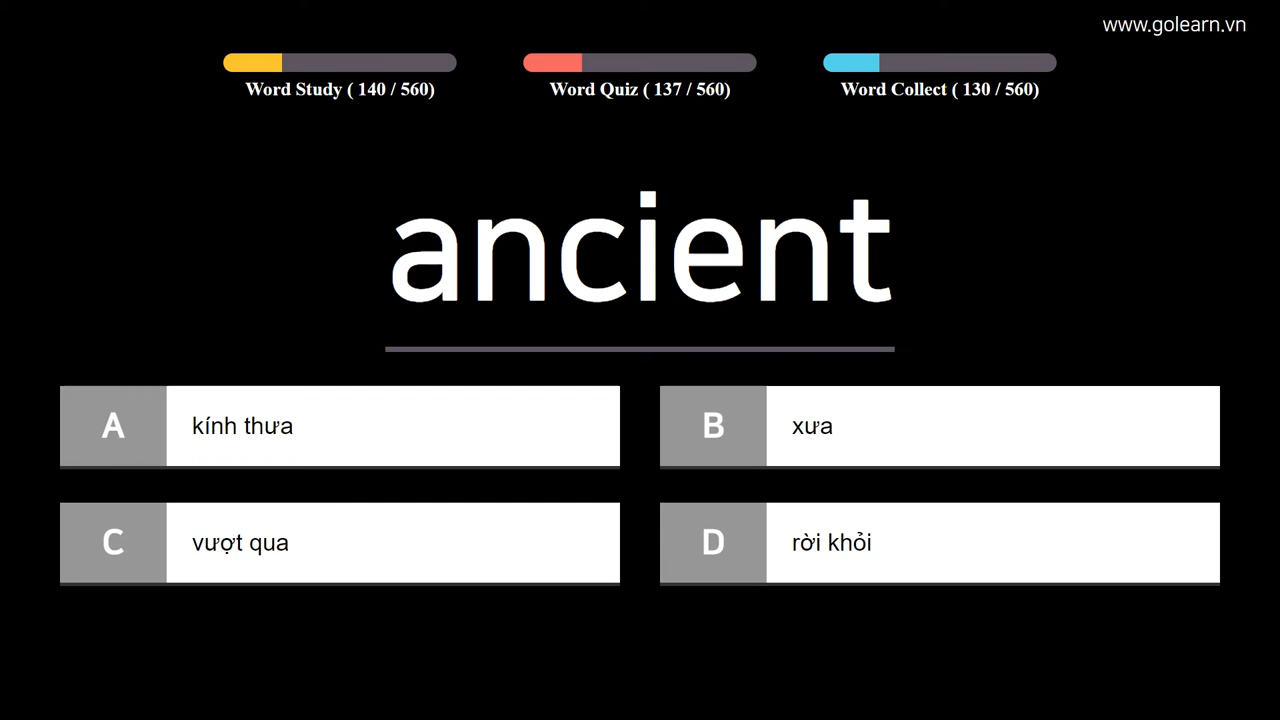 www.golearn.vn
Word Study ( 140 / 560)
Word Quiz ( 137 / 560)
Word Collect ( 130 / 560)
ancient
A kính thưa
B xưa
C vượt qua
D rời khỏi